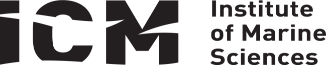 ICM
Institute
of Marine
Sciences